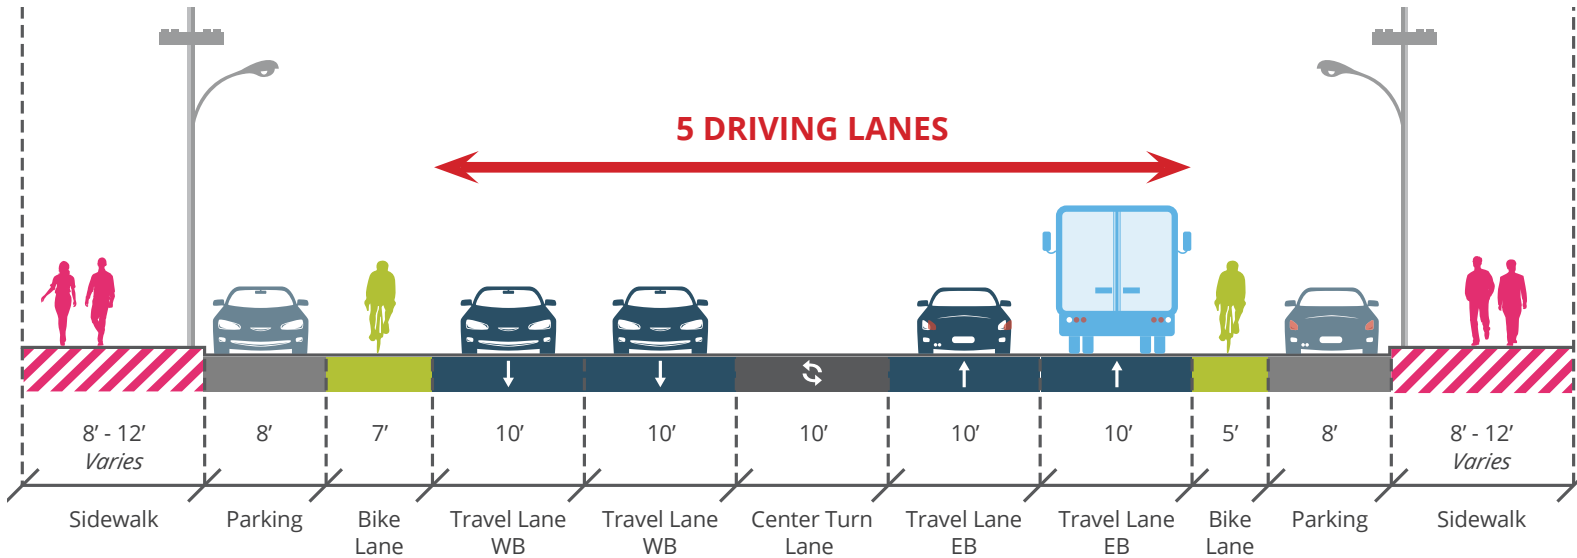 5 DRIVING LANES
8’ - 12’
Varies
8’
7’
10’
10’
10’
10’
10’
5’
8’
8’ - 12’
Varies
Sidewalk
Parking
Bike
Lane
Travel Lane
WB
Travel Lane
WB
Center Turn
Lane
Travel Lane
EB
Travel Lane
EB
Bike
Lane
Parking
Sidewalk